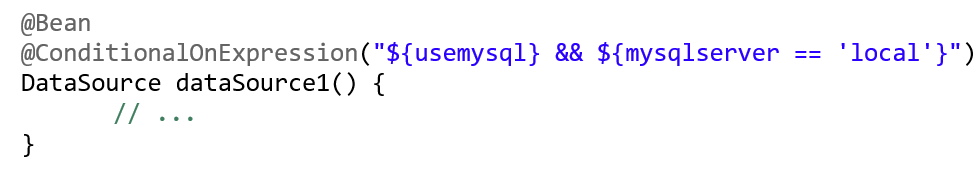 @Bean
@ConditionalOnExpression("${usemysql} && ${mysqlserver == 'local'}")
DataSource dataSource1() {
// ...
}